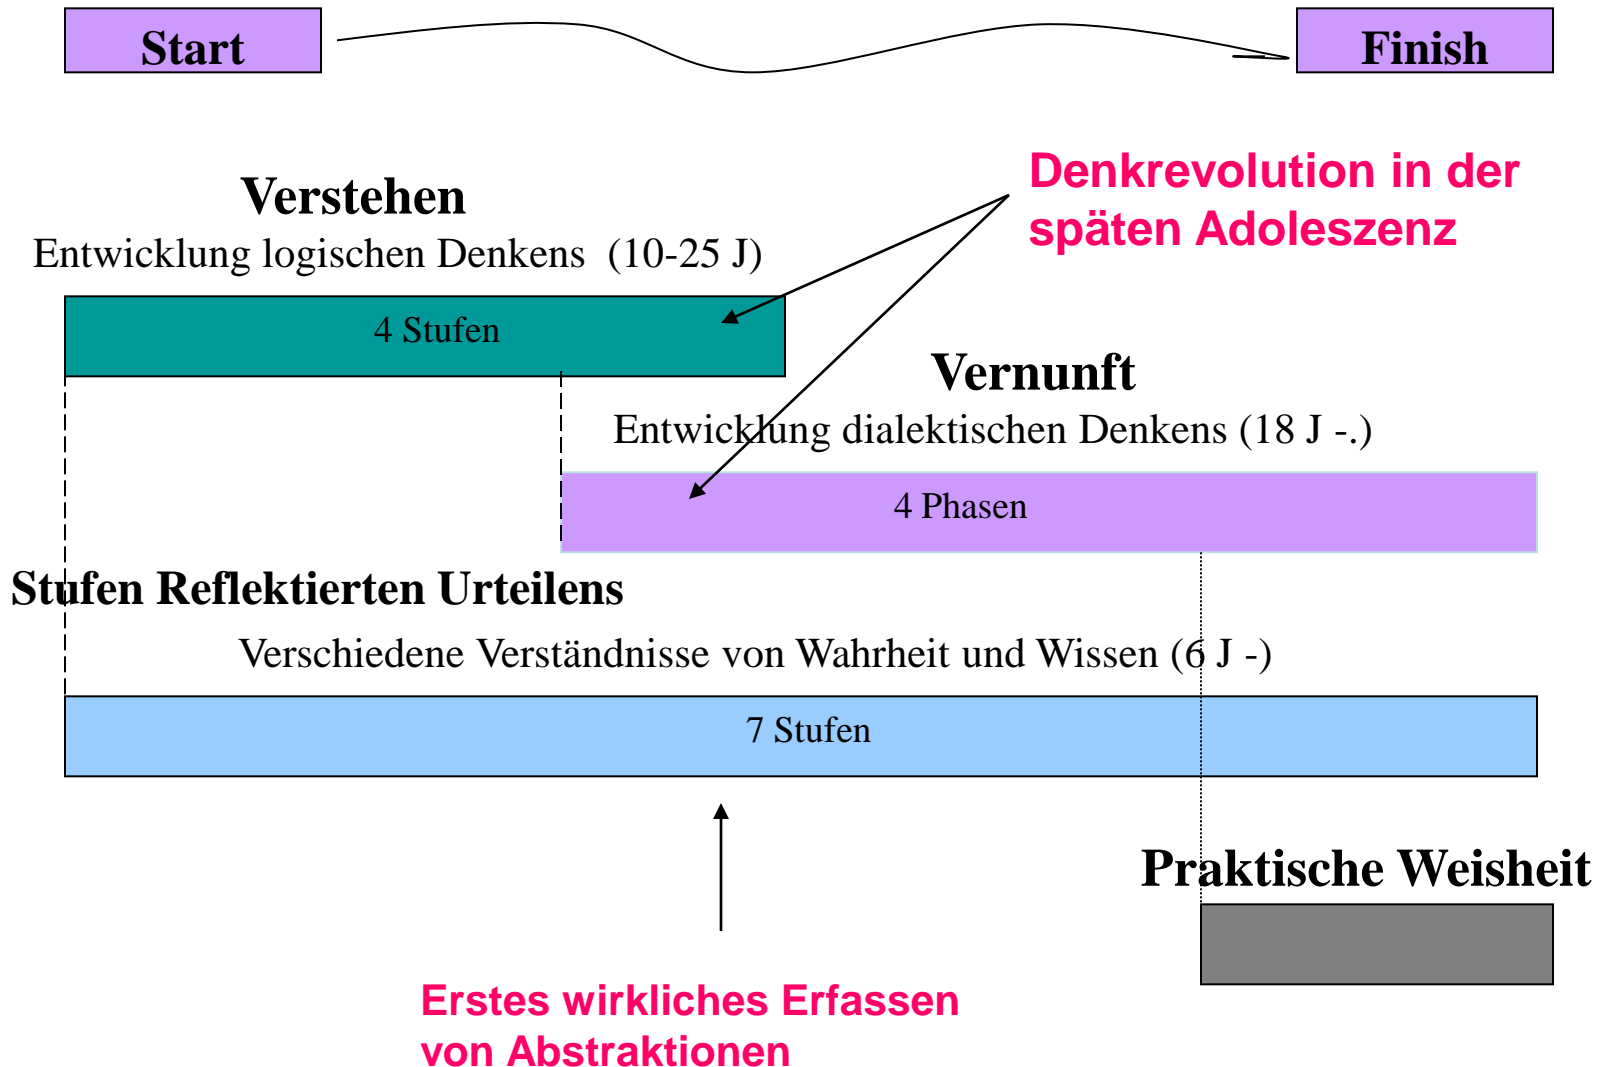 Start
Finish
Denkrevolution in der
späten Adoleszenz
Verstehen
Entwicklung logischen Denkens (10-25 J)
4 Stufen
Vernunft
Entwicklung dialektischen Denkens (18 J -.)
4 Phasen
Stufen Reflektierten Urteilens
Verschiedene Verständnisse von Wahrheit und Wissen (6 J -)
7 Stufen
Praktische Weisheit
Erstes wirkliches Erfassen
von Abstraktionen